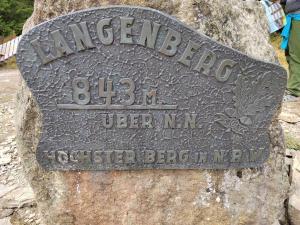 LANGENBERG
843 M
ÜBER N.N.
HÖCHSTER BERG IN N.R.W.